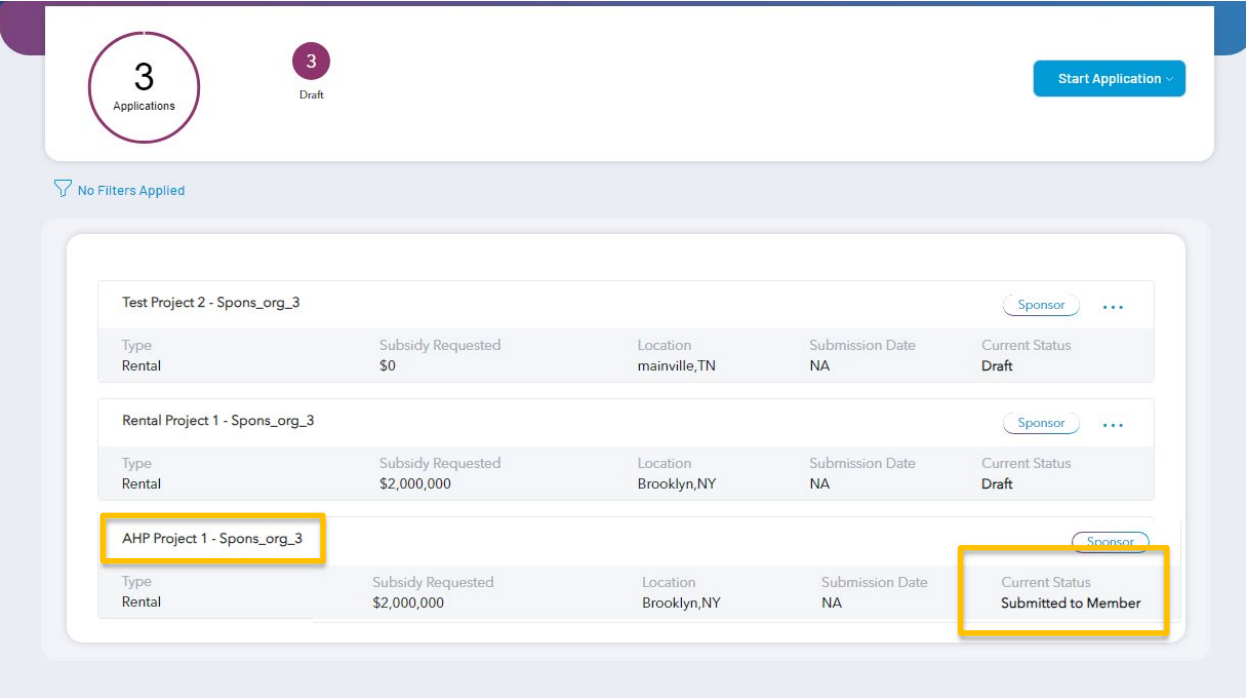 3
Applications
3
Draft
Start Application
No Filters Applied
Test Project 2 - Spons_org_3
Sponsor
...
Type Subsidy Requested Location Submission Date Current Status
Rental $0 mainville,TN NA Draft
Rental Project 1 - Spons_org_3
Sponsor
...
Type Subsidy Requested Location Submission Date Current Status
Rental $2,000,000 Brooklyn,NY NA Draft
AHP Project 1 - Spons_org_3
Sponsor
Type Subsidy Requested Location Submission Date Current Status
Rental $2,000,000 Brooklyn,NY NA Submitted to Member